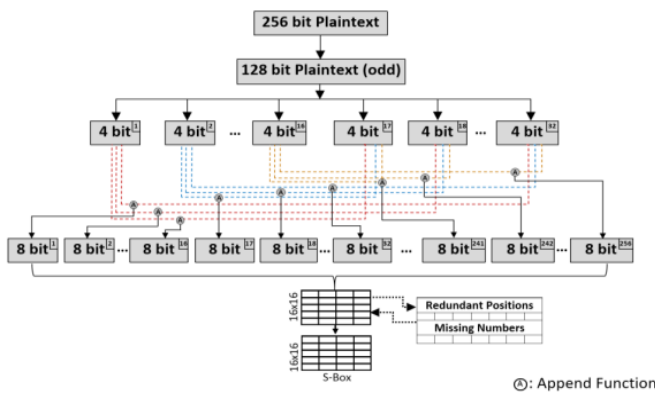 256 bit Plaintext
128 bit Plaintext (odd)
4 bit 1 4 bit 2 ... 4 bit 16 4 bit 17 4 bit 18 ... 4 bit 32
A A A A A A A A A
8 bit 1 8 bit 2 ... 8 bit 16 8 bit 17 8 bit 18 ... 8 bit 32 ... 8 bit 241 8 bit 242 ... 8 bit 256
16x16
Redundant Positions
Missing Numbers
16x16
S-Box
Ⓐ: Append Function